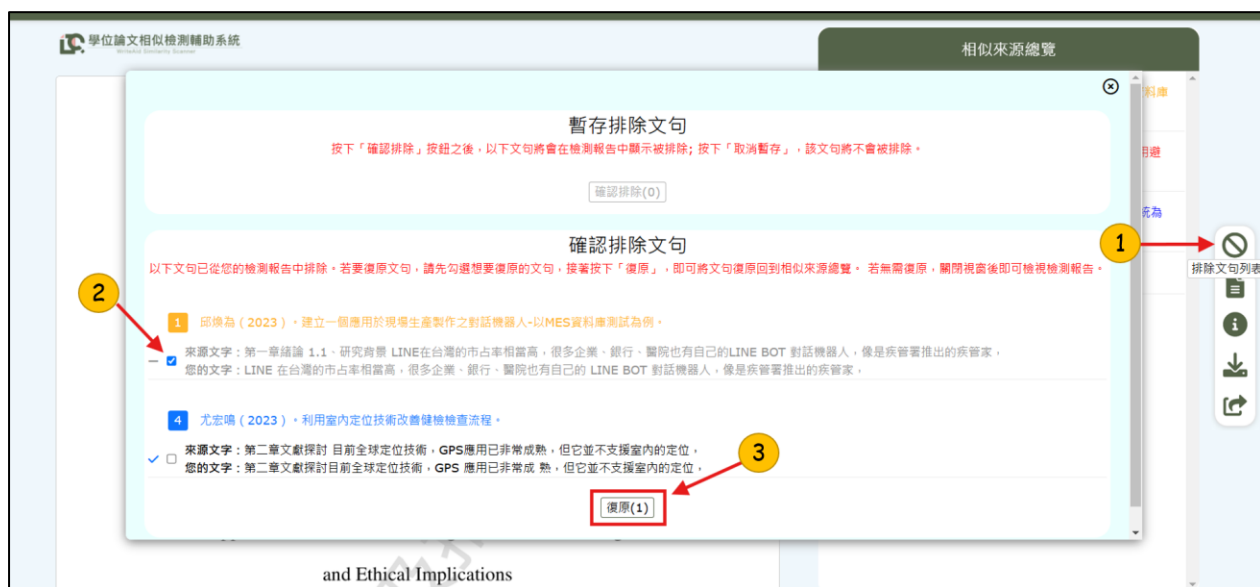 學位論文相似檢測輔助系統
WriteAid Similarity Scanner
相似來源總覽
料庫
暫存排除文句
按下「確認排除」按鈕之後，以下文句將會在檢測報告中顯示被排除; 按下「取消暫存」，該文句將不會被排除。
用避
確認排除(0)
統為
確認排除文句
1
以下文句已從您的檢測報告中排除。若要復原文句，請先勾選想要復原的文句，接著按下「復原」，即可將文句復原回到相似來源總覽。 若無需復原，關閉視窗後即可檢視檢測報告。
排除文句列表
2
1 邱煥為（2023）。建立一個應用於現場生產製作之對話機器人-以MES資料庫測試為例。
來源文字：第一章緒論 1.1、研究背景 LINE在台灣的市占率相當高，很多企業、銀行、醫院也有自己的LINE BOT 對話機器人，像是疾管署推出的疾管家，
您的文字：LINE 在台灣的市占率相當高，很多企業、銀行、醫院也有自己的 LINE BOT 對話機器人，像是疾管署推出的疾管家，
4 尤宏鳴（2023）。利用室內定位技術改善健檢檢查流程。
來源文字：第二章文獻探討 目前全球定位技術，GPS應用已非常成熟，但它並不支援室內的定位，
您的文字：第二章文獻探討目前全球定位技術，GPS 應用已非常成 熟，但它並不支援室內的定位，
3
復原(1)
and Ethical Implications